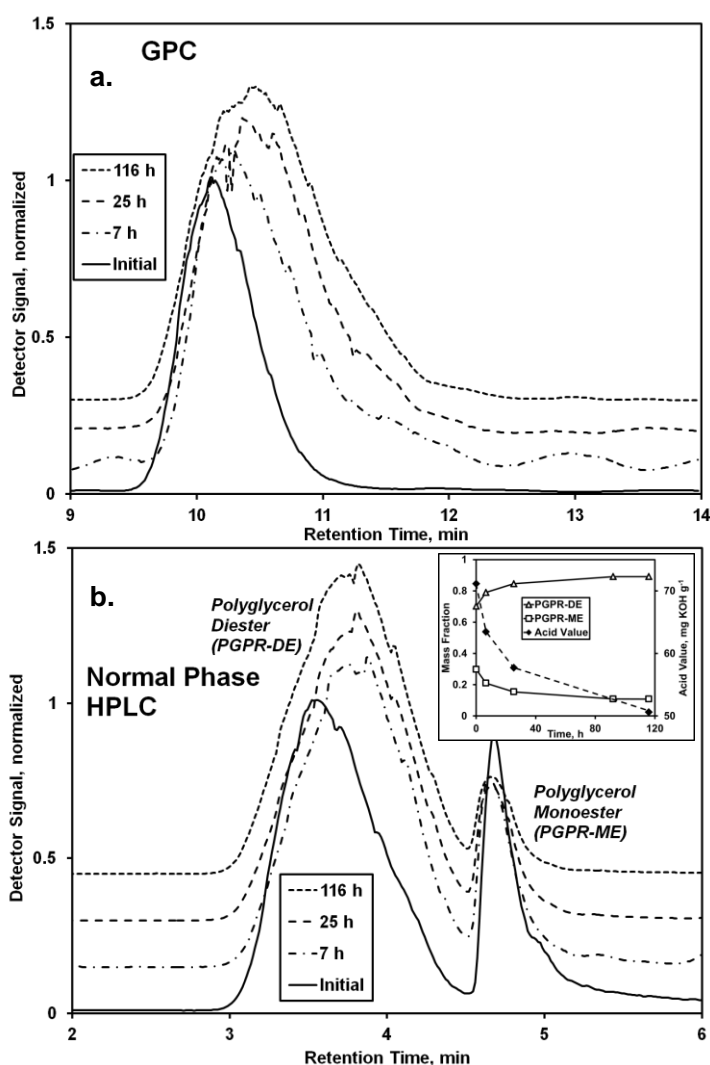 1.5
GPC
a.
116 h
25 h
7 h
Initial
1
0.5
0
Detector Signal, normalized
9 10 11 12 13 14
Retention Time, min
1.5
b.
Polyglycerol
Diester
(PGPR-DE)
Normal Phase
HPLC
1
0.8
0.6
0.4
0.2
0
Mass Fraction
PGPR-DE
PGPR-ME
Acid Value
70
60
50
Acid Value, mg KOH g-1
0 40 80 120
Time, h
Polyglycerol
Monoester
(PGPR-ME)
116 h
25 h
7 h
Initial
1
0.5
0
Detector Signal, normalized
2 3 4 5 6
Retention Time, min